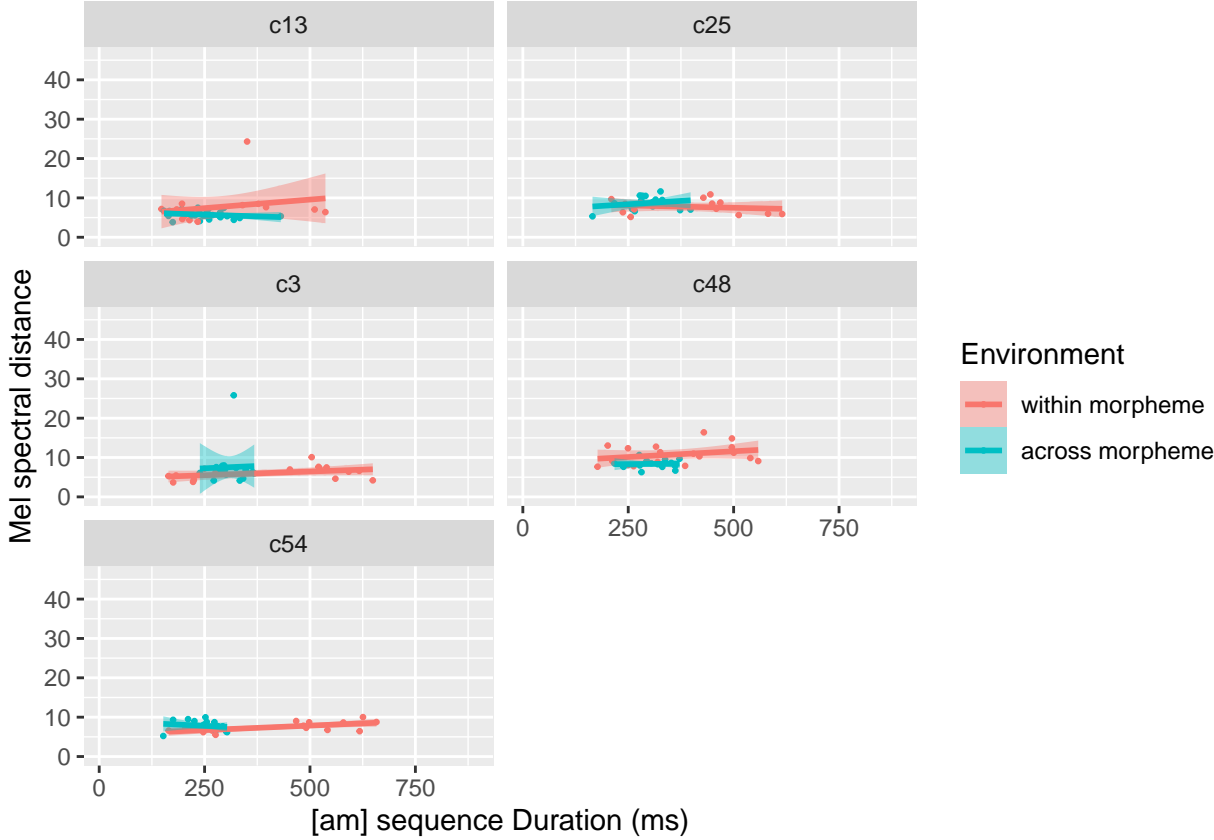 c13
c25
40
30
20
10
0
c3
c48
40
30
20
10
0
0
250
500
750
c54
40
30
20
10
0
0
250
500
750
Mel spectral distance
[am] sequence Duration (ms)
Environment
within morpheme
across morpheme